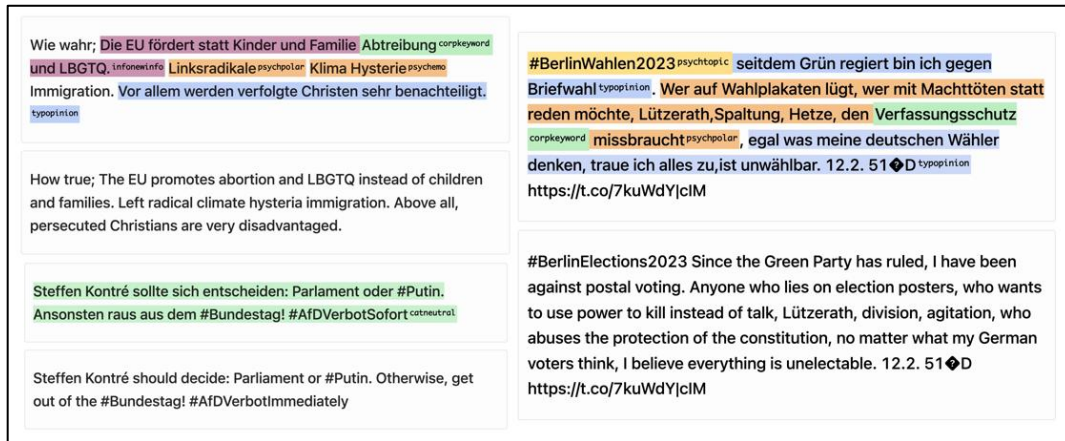 Wie wahr; Die EU fördert statt Kinder und Familie Abtreibung corpkeyword
und LBGTQ. infonewinfo Linksradikale psychpolar Klima Hysterie psychemo
Immigration. Vor allem werden verfolgte Christen sehr benachteiligt.
typopinion
How true; The EU promotes abortion and LBGTQ instead of children
and families. Left radical climate hysteria immigration. Above all,
persecuted Christians are very disadvantaged.
Steffen Kontré sollte sich entscheiden: Parlament oder #Putin.
Ansonsten raus aus dem #Bundestag! #AfDVerbotSofort catneutral
Steffen Kontré should decide: Parliament or #Putin. Otherwise, get
out of the #Bundestag! #AfDVerbotImmediately
#BerlinWahlen2023 psychtopic seitdem Grün regiert bin ich gegen
Briefwahl typopinion. Wer auf Wahlplakaten lügt, wer mit Machttöten statt
reden möchte, Lützerath,Spaltung, Hetze, den Verfassungsschutz
corpkeyword missbraucht psychpolar, egal was meine deutschen Wähler
denken, traue ich alles zu,ist unwählbar. 12.2. 51�D typopinion
https://t.co/7kuWdY|cIM
#BerlinElections2023 Since the Green Party has ruled, I have been
against postal voting. Anyone who lies on election posters, who wants
to use power to kill instead of talk, Lützerath, division, agitation, who
abuses the protection of the constitution, no matter what my German
voters think, I believe everything is unelectable. 12.2. 51�D
https://t.co/7kuWdY|cIM